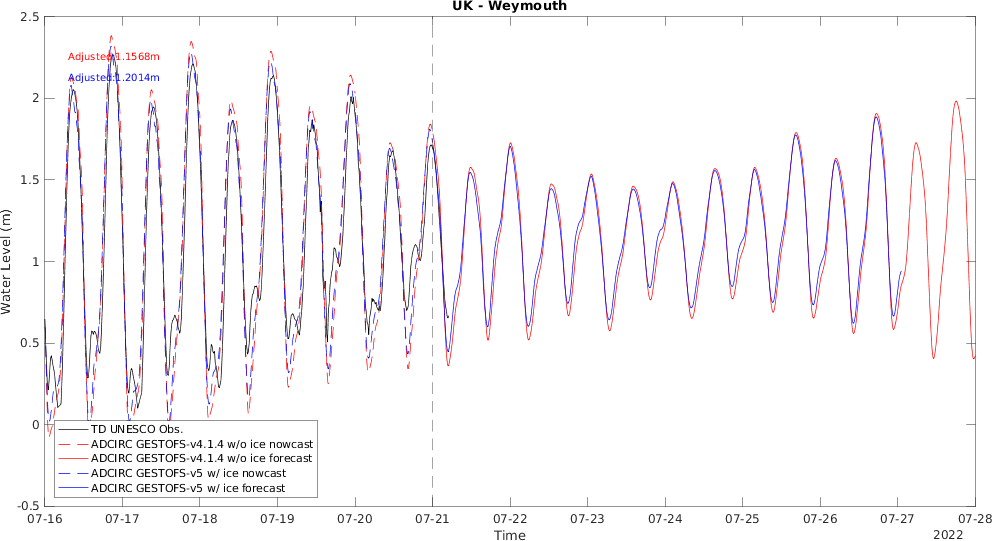 UK - Weymouth
2.5
2
1.5
1
0.5
0
-0.5
Water Level (m)
Adjusted:1.1568m
Adjusted:1.2014m
TD UNESCO Obs.
ADCIRC GESTOFS-v4.1.4 w/o ice nowcast
ADCIRC GESTOFS-v4.1.4 w/o ice forecast
ADCIRC GESTOFS-v5 w/ ice nowcast
ADCIRC GESTOFS-v5 w/ ice forecast
07-16 07-17 07-18 07-19 07-20 07-21 07-22 07-23 07-24 07-25 07-26 07-27 07-28
Time
2022